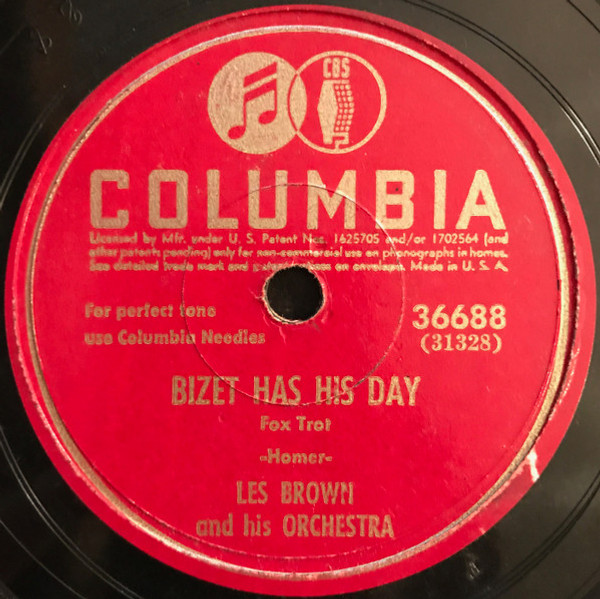 CBS
COLUMBIA
Licensed by Mfr. under U. S. Patent Nos. 1625705 and/or 1702564 (and
other patents pending) only for non-commercial use on phonographs in homes.
See detailed trade mark and on envelope. Made in U. S. A.
For perfect tone
use Columbia Needles
36688
(31328)
BIZET HAS HIS DAY
Fox Trot
-Homer-
LES BROWN
and his ORCHESTRA